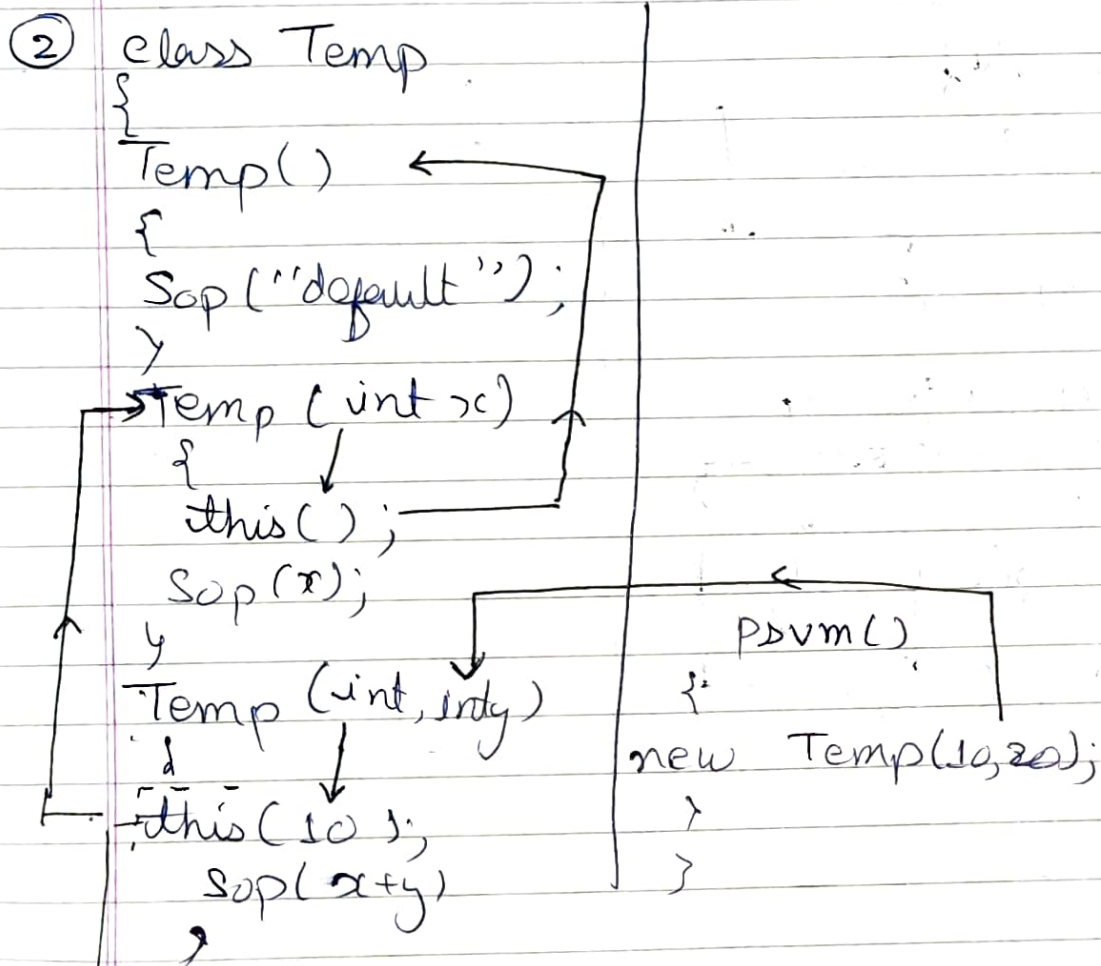 ② class Temp
{
Temp()
{
Sop ("default");
}
Temp (int x)
{
this();
Sop(x);
}
Temp (int, inty)
{
this(10);
Sop(x+y)
}
psvm()
{
new Temp(10,20);
}
}